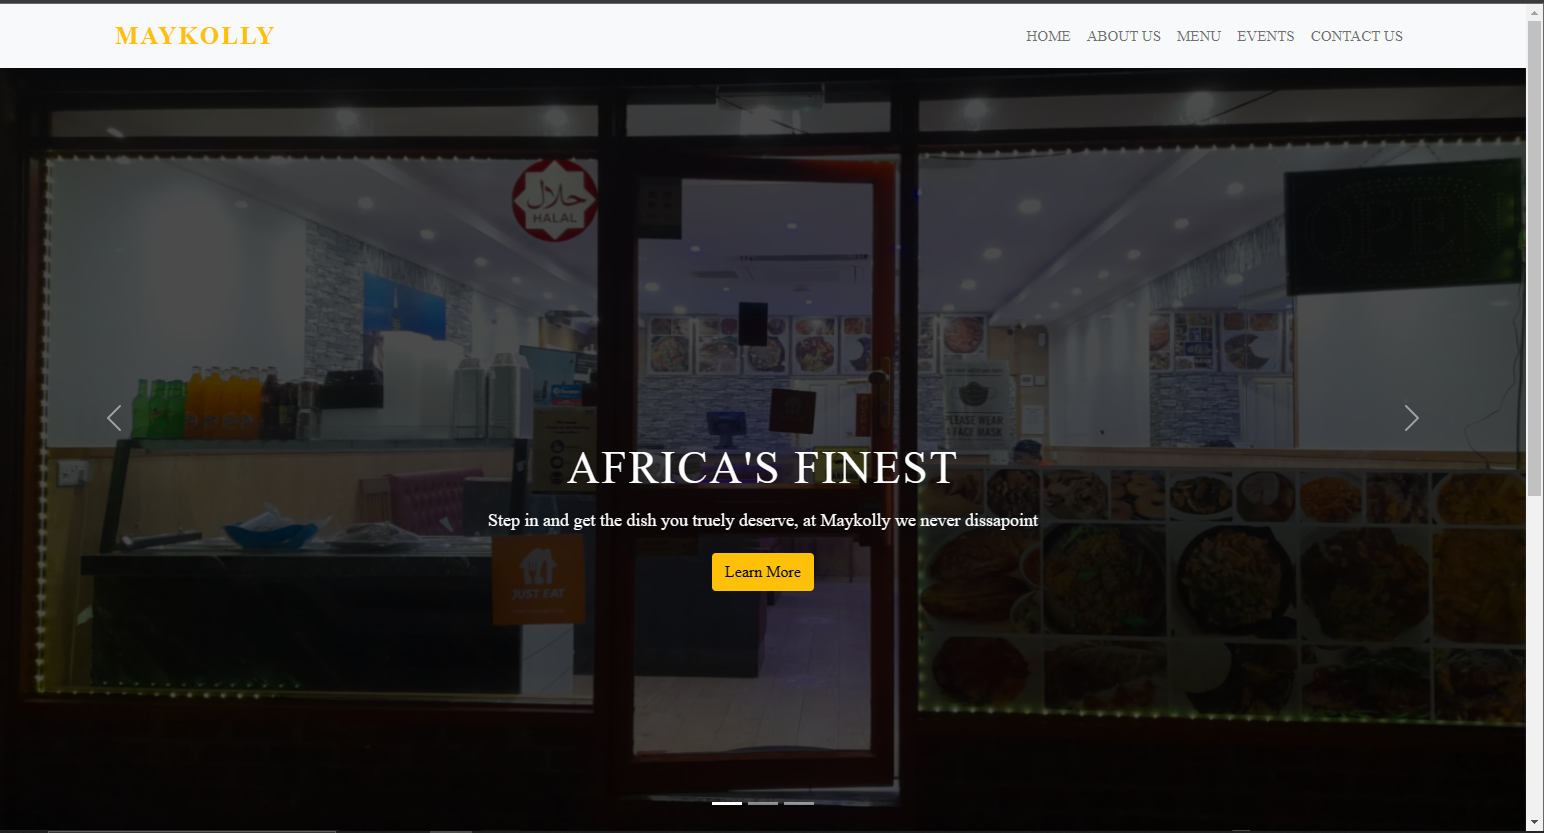 MAYKOLLY
HOME ABOUT US MENU EVENTS CONTACT US
حلال
HALAL
OPEN
PLEASE WEAR
A FACE MASK
AFRICA'S FINEST
Step in and get the dish you truely deserve, at Maykolly we never dissapoint
Learn More
JUST EAT